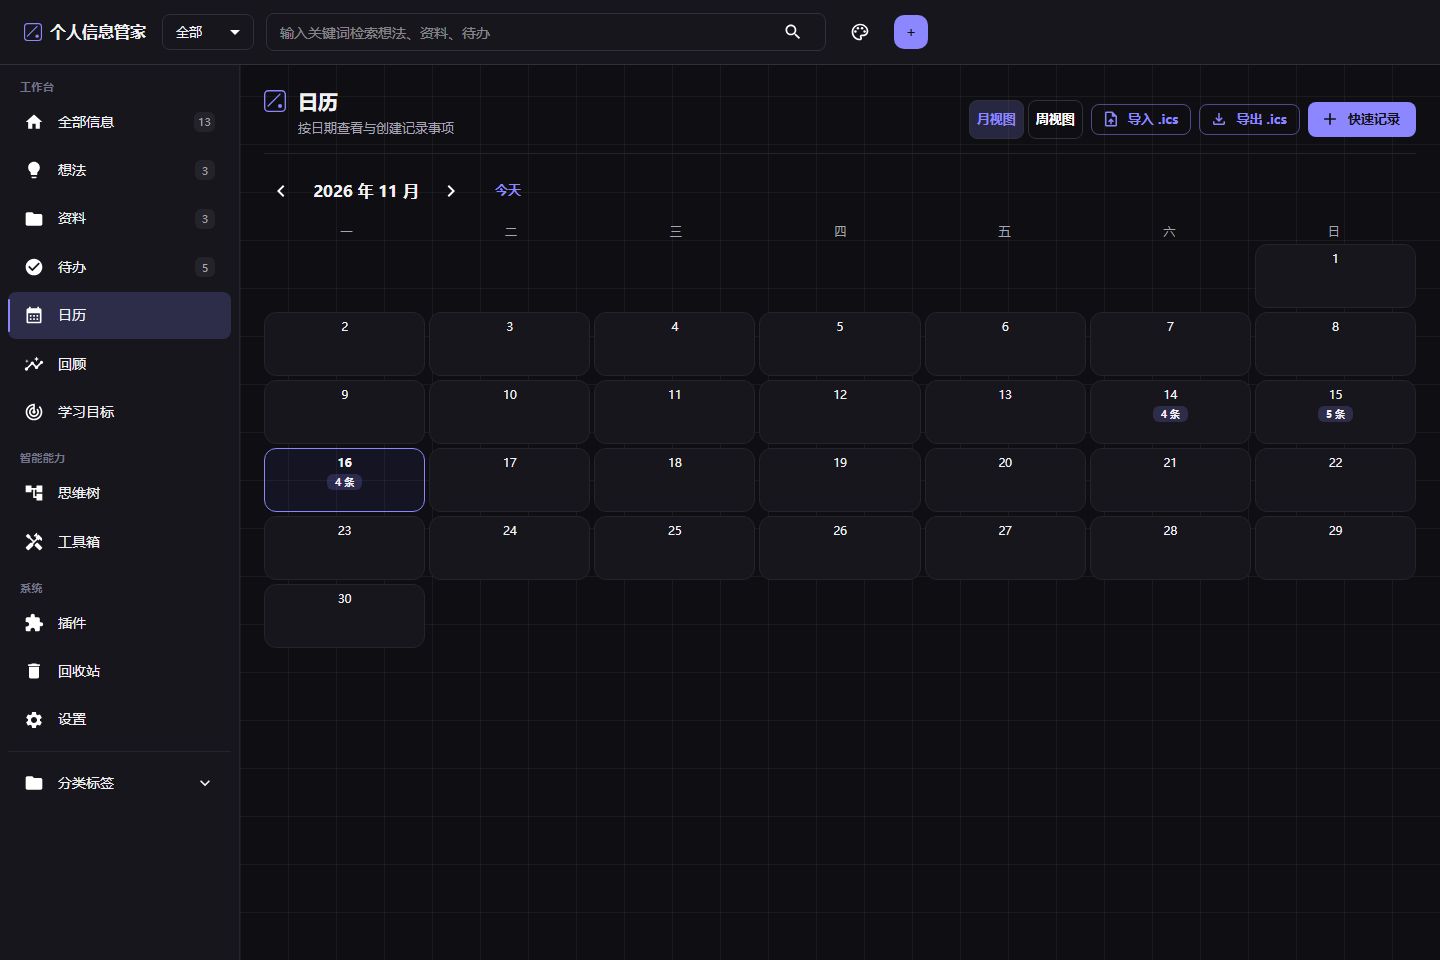 个人信息管家
全部
输入关键词检索想法、资料、待办
+
工作台
全部信息 13
想法 3
资料 3
待办 5
日历
回顾
学习目标
智能能力
思维树
工具箱
系统
插件
回收站
设置
分类标签
日历
按日期查看与创建记录事项
月视图 周视图 导入 .ics 导出 .ics 快速记录
2026 年 11 月 今天
一 二 三 四 五 六 日
1
2 3 4 5 6 7 8
9 10 11 12 13 14 15
4 条 5 条
16 17 18 19 20 21 22
4 条
23 24 25 26 27 28 29
30